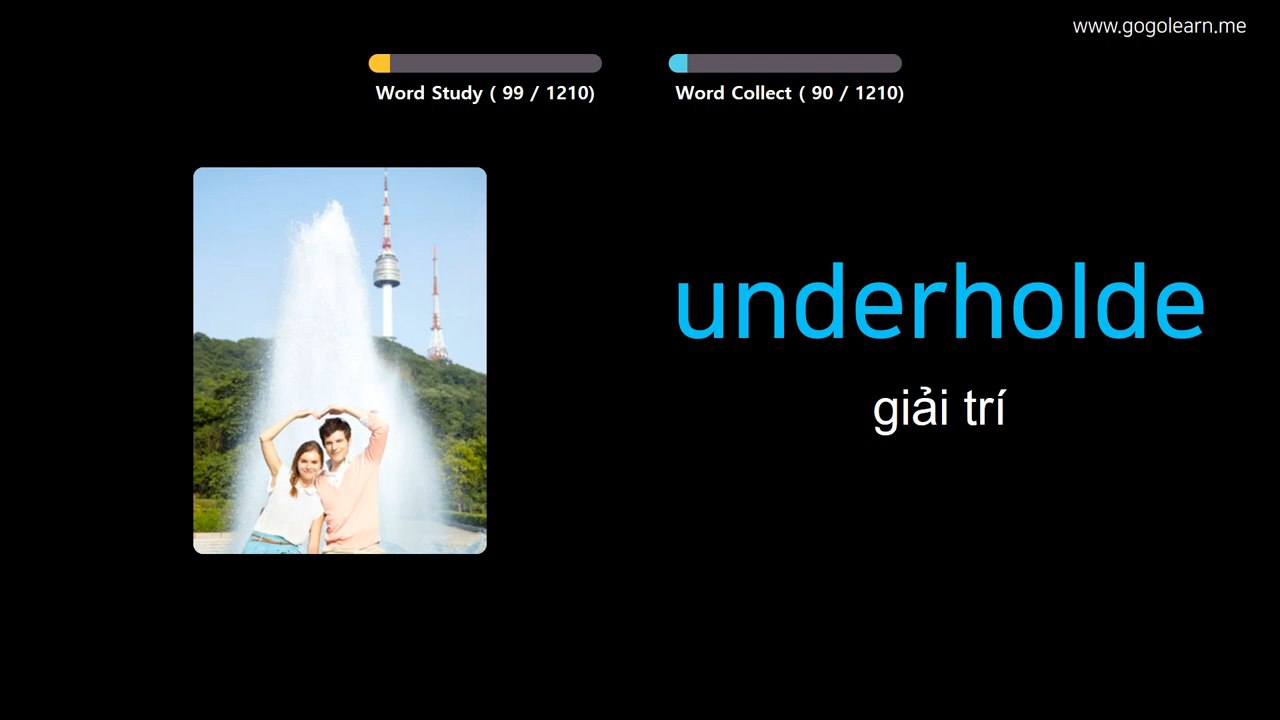 www.gogolearn.me
Word Study ( 99 / 1210)
Word Collect ( 90 / 1210)
underholde
giải trí